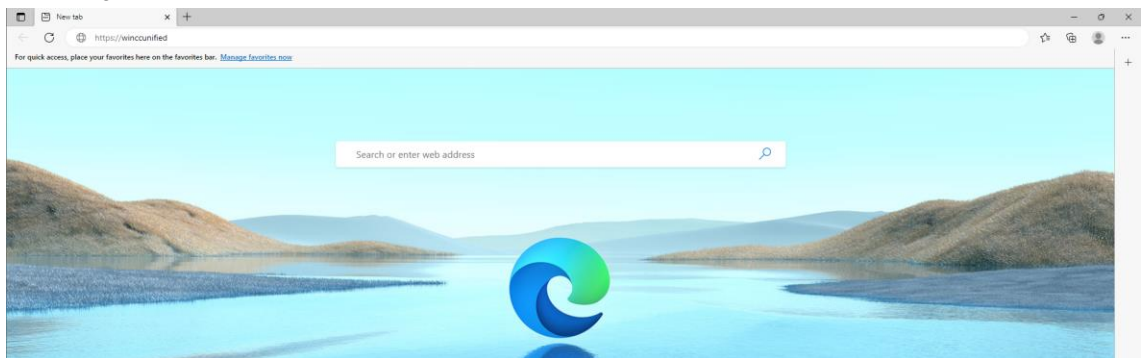 New tab
https://winccunified
For quick access, place your favorites here on the favorites bar. Manage favorites now
Search or enter web address